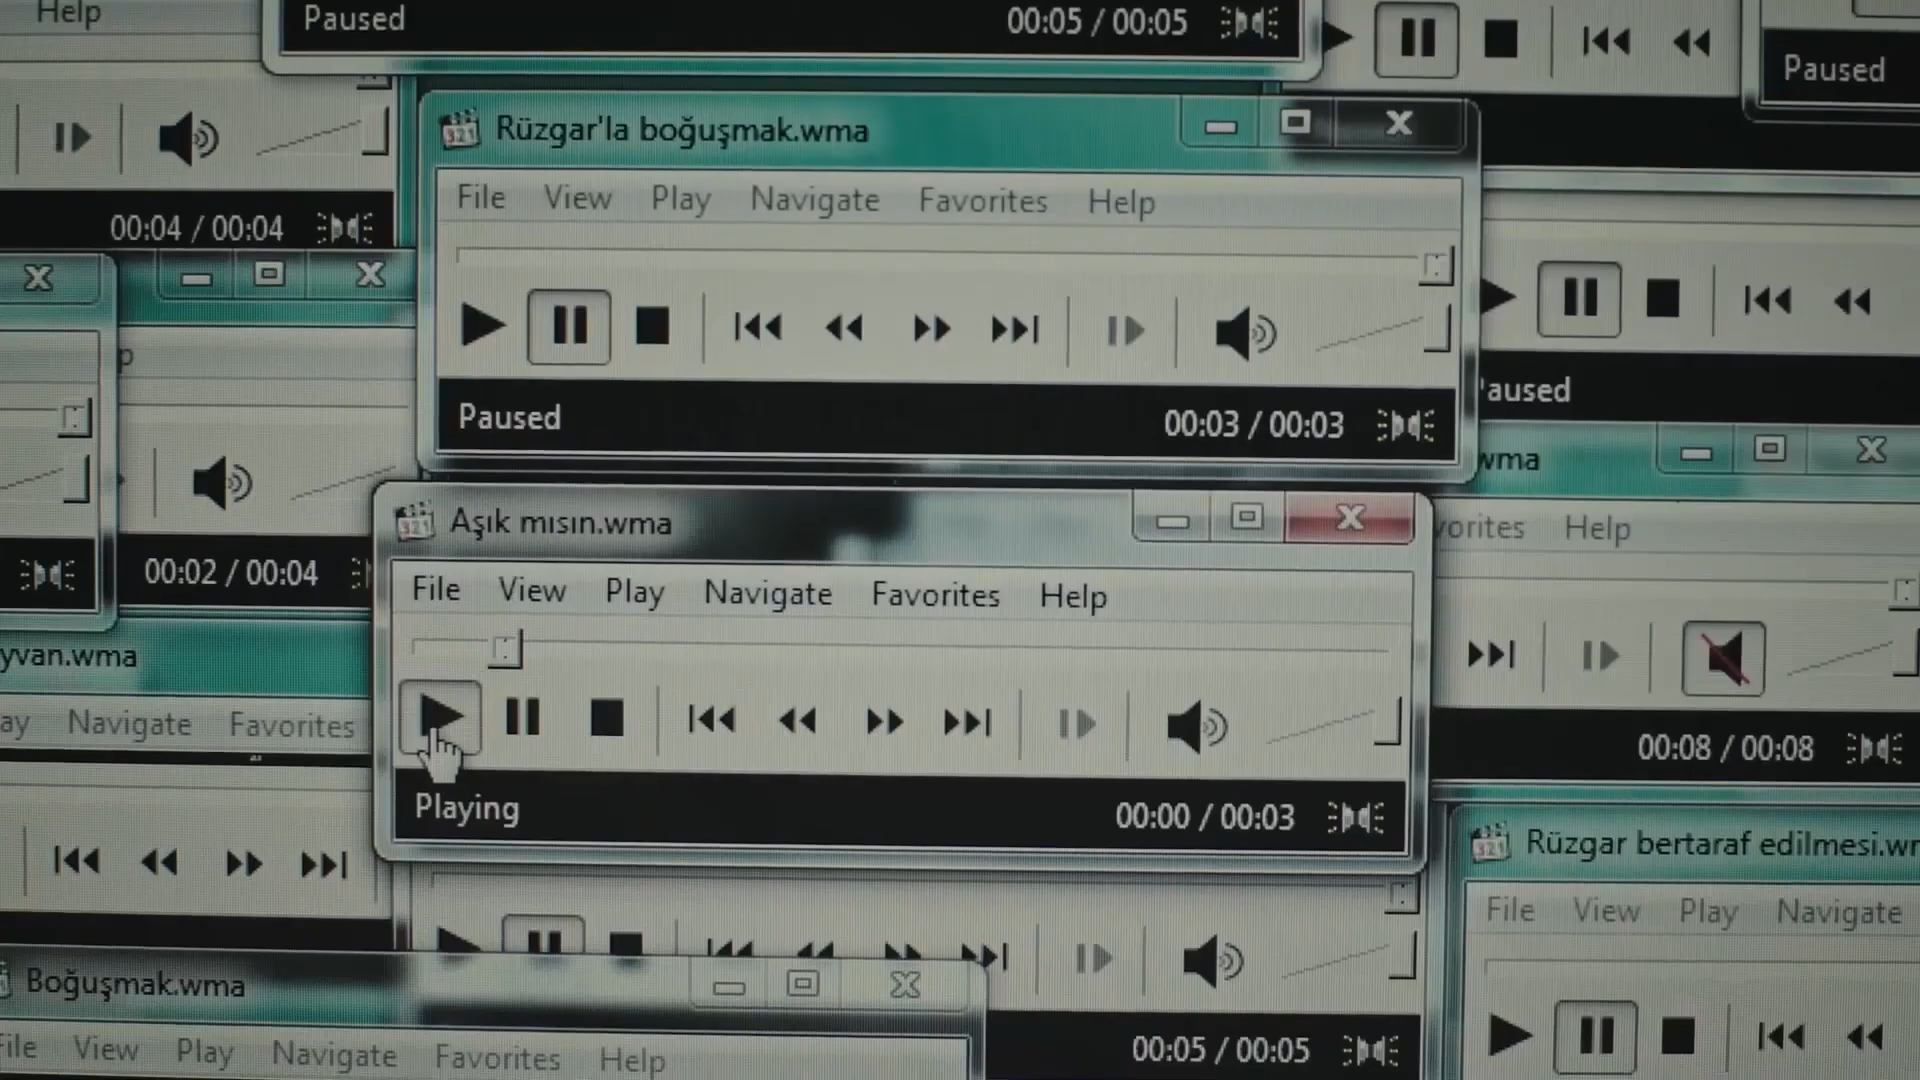 Help
Paused
00:05 / 00:05
Paused
Rüzgar'la boğuşmak.wma
File View Play Navigate Favorites Help
00:04 / 00:04
Paused
00:03 / 00:03
'aused
wma
Aşık mısın.wma
vorites Help
00:02 / 00:04
File View Play Navigate Favorites Help
yvan.wma
ay Navigate Favorites
Playing
00:00 / 00:03
00:08 / 00:08
Rüzgar bertaraf edilmesi.wm
File View Play Navigate
Boğuşmak.wma
File View Play Navigate Favorites Help
00:05 / 00:05